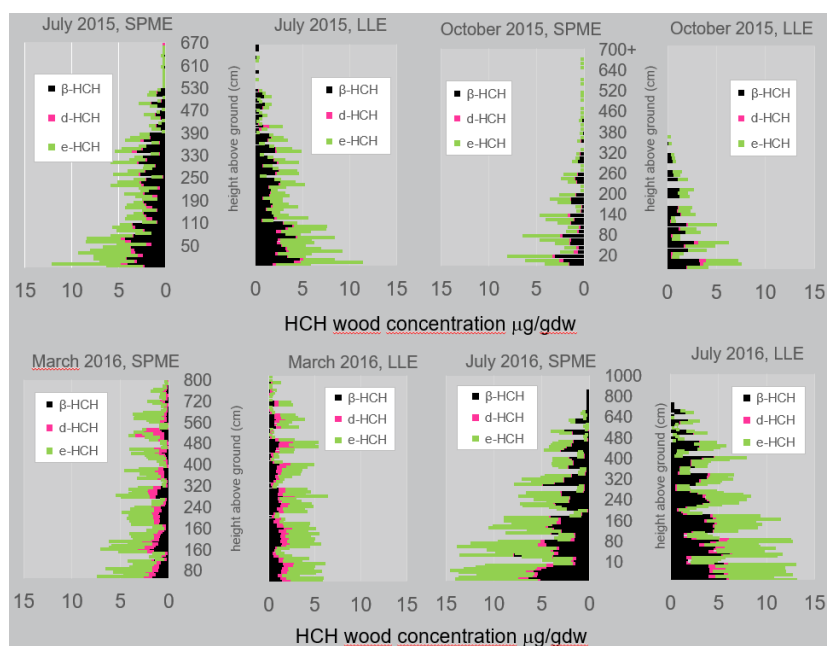 July 2015, SPME
July 2015, LLE
October 2015, SPME
October 2015, LLE
β-HCH
d-HCH
e-HCH
670
610
530
470
390
330
250
190
110
50
height above ground (cm)
β-HCH
d-HCH
e-HCH
β-HCH
d-HCH
e-HCH
700+
640
520
460
380
320
260
200
140
80
20
height above ground (cm)
β-HCH
d-HCH
e-HCH
15 10 5 0
0 5 10 15
15 10 5 0
0 5 10 15
HCH wood concentration µg/gdw
March 2016, SPME
March 2016, LLE
July 2016, SPME
July 2016, LLE
β-HCH
d-HCH
e-HCH
800
720
560
480
400
320
240
160
160
80
height above ground (cm)
β-HCH
d-HCH
e-HCH
β-HCH
d-HCH
e-HCH
1000
800
640
480
400
320
240
160
80
10
height above ground (cm)
β-HCH
d-HCH
e-HCH
15 10 5 0
0 5 10 15
15 10 5 0
0 5 10 15
HCH wood concentration µg/gdw